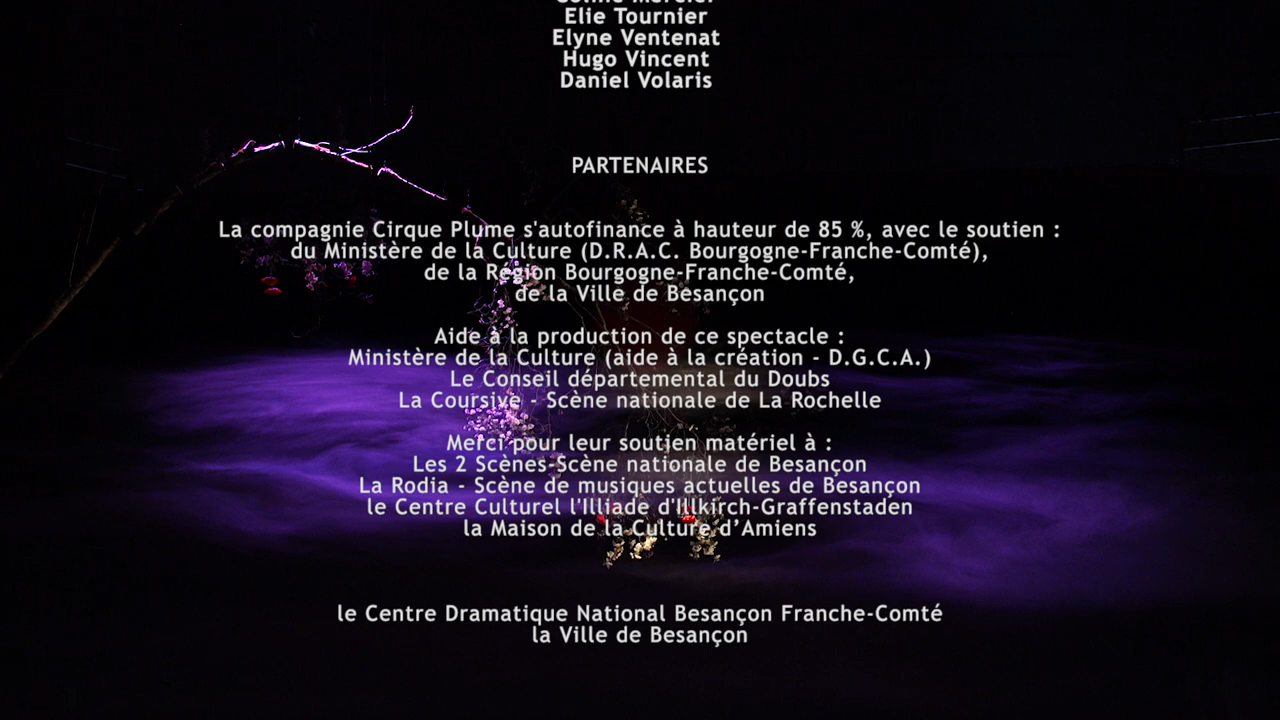 Elie Tournier
Elyne Ventenat
Hugo Vincent
Daniel Volaris
PARTENAIRES
La compagnie Cirque Plume s'autofinance à hauteur de 85 %, avec le soutien :
du Ministère de la Culture (D.R.A.C. Bourgogne-Franche-Comté),
de la Région Bourgogne-Franche-Comté,
de la Ville de Besançon
Aide à la production de ce spectacle :
Ministère de la Culture (aide à la création - D.G.C.A.)
Le Conseil départemental du Doubs
La Coursive - Scène nationale de La Rochelle
Merci pour leur soutien matériel à :
Les 2 Scènes-Scène nationale de Besançon
La Rodia - Scène de musiques actuelles de Besançon
le Centre Culturel l'Illiade d'Illkirch-Graffenstaden
la Maison de la Culture d’Amiens
le Centre Dramatique National Besançon Franche-Comté
la Ville de Besançon